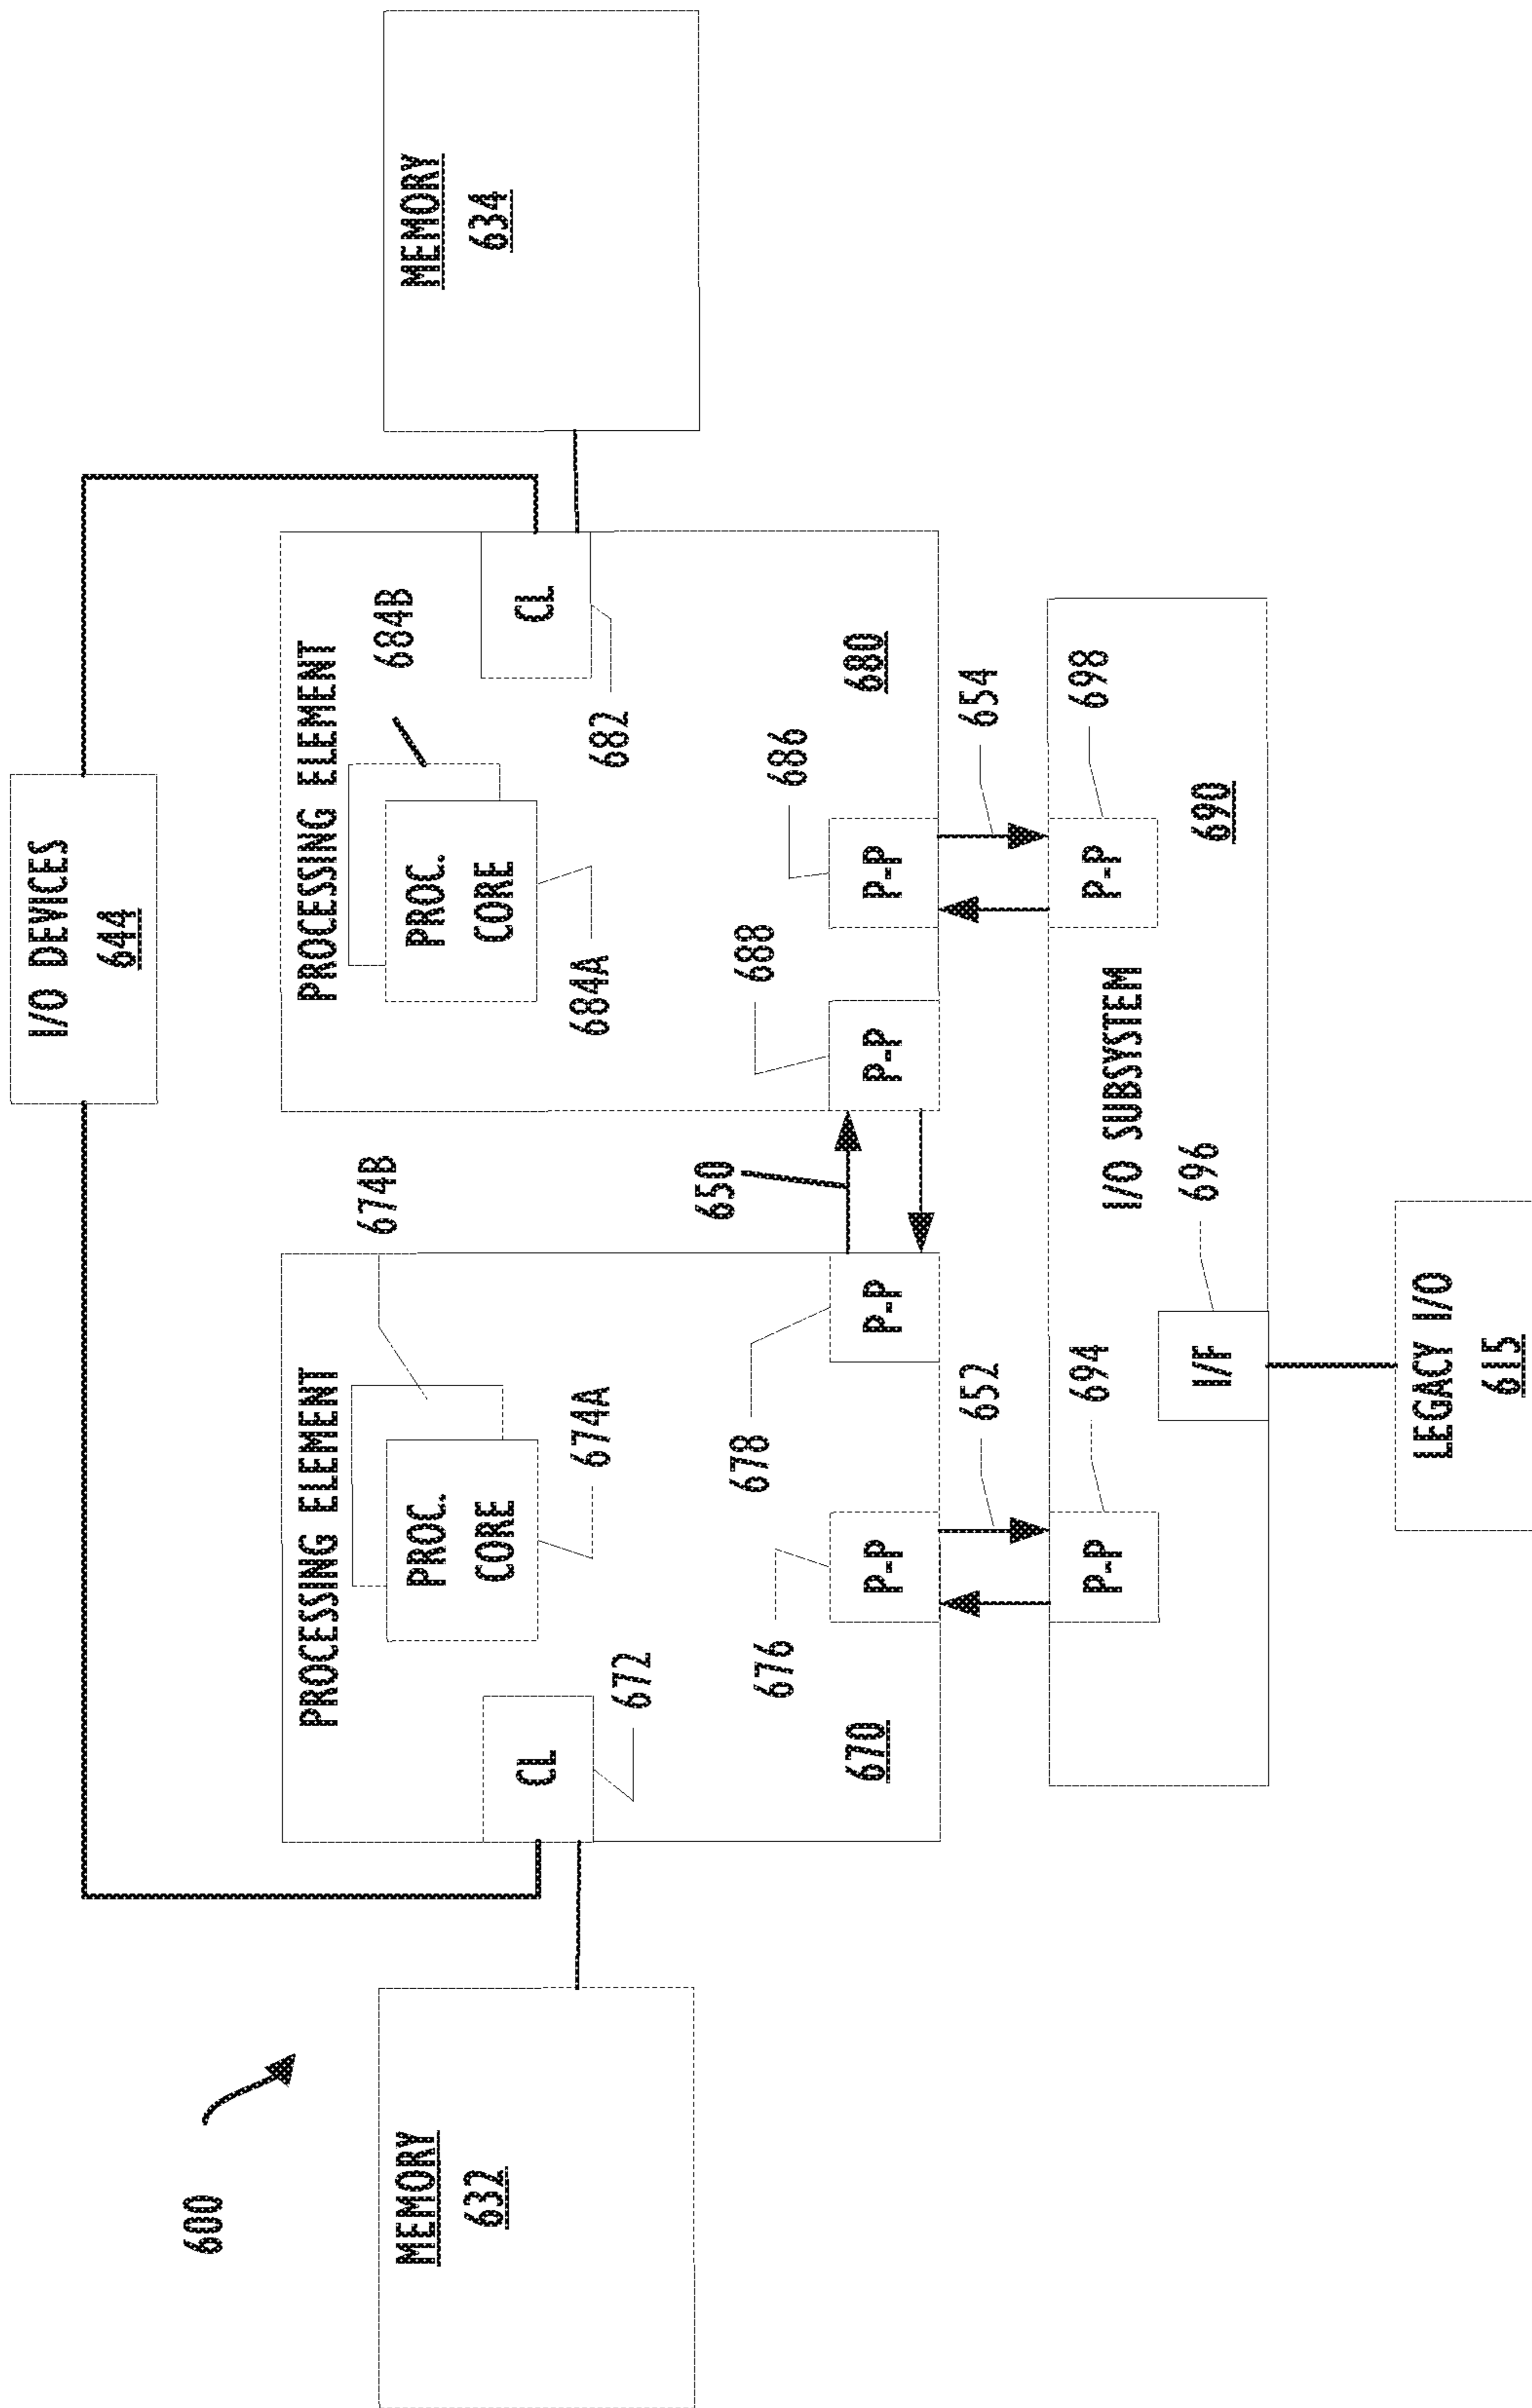 600
I/O DEVICES
644
MEMORY
632
PROCESSING ELEMENT
674B
PROC.
CORE
674A
CL
672
678
676
670
P-P
P-P
650
PROCESSING ELEMENT
684B
PROC.
CORE
684A
CL
682
688
686
680
P-P
P-P
MEMORY
634
652
654
694
698
P-P
P-P
I/O SUBSYSTEM
696
690
I/F
LEGACY I/O
615